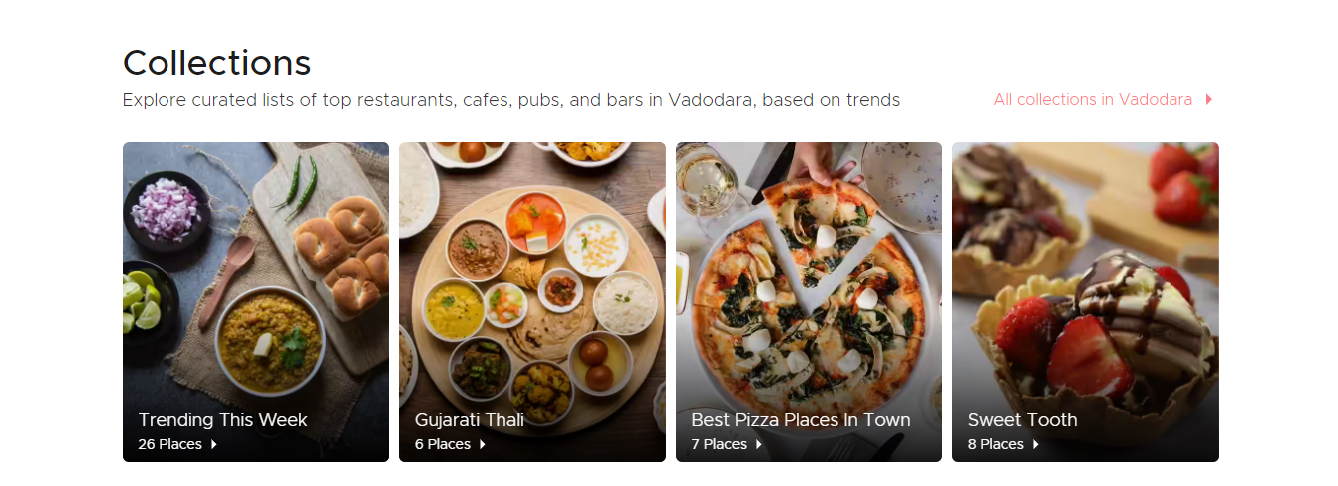 Collections
Explore curated lists of top restaurants, cafes, pubs, and bars in Vadodara, based on trends
All collections in Vadodara
Trending This Week
26 Places
Gujarati Thali
6 Places
Best Pizza Places In Town
7 Places
Sweet Tooth
8 Places